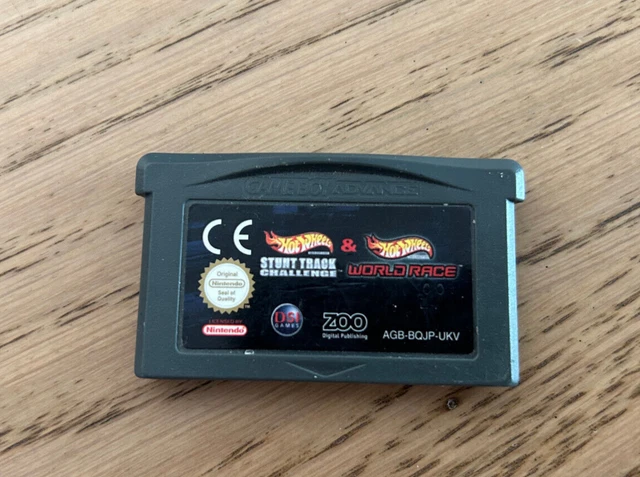 GAME BOY ADVANCE
CE
HOT WHEELS
&
HOT WHEELS
STUNT TRACK
CHALLENGE
WORLD RACE
Original
Nintendo
Seal of
Quality
TM
LICENSED BY
Nintendo
DSI
GAMES
ZOO
Digital Publishing
AGB-BQJP-UKV